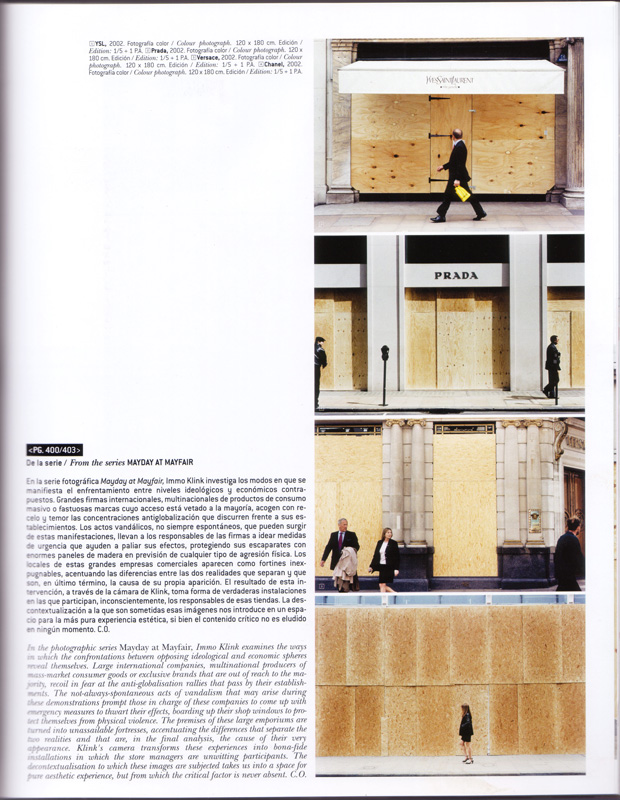 YSL, 2002. Fotografía color / Colour photograph. 120 x 180 cm. Edición /
Edition: 1/5 + 1 P.A. Prada, 2002. Fotografía color / Colour photograph. 120 x
180 cm. Edición / Edition: 1/5 + 1 P.A. Versace, 2002. Fotografía color / Colour
photograph. 120 x 180 cm. Edición / Edition: 1/5 + 1 P.A. Chanel, 2002.
Fotografía color / Colour photograph. 120 x 180 cm. Edición / Edition: 1/5 + 1 P.A.
YVESSAINTLAURENT
PRADA
<PG. 400/403>
De la serie / From the series MAYDAY AT MAYFAIR
En la serie fotográfica Mayday at Mayfair, Immo Klink investiga los modos en que se
manifiesta el enfrentamiento entre niveles ideológicos y económicos contra-
puestos. Grandes firmas internacionales, multinacionales de productos de consumo
masivo o fastuosas marcas cuyo acceso está vetado a la mayoría, acogen con re-
celo y temor las concentraciones antiglobalización que discurren frente a sus es-
tablecimientos. Los actos vandálicos, no siempre espontáneos, que pueden surgir
de estas manifestaciones, llevan a los responsables de las firmas a idear medidas
de urgencia que ayuden a paliar sus efectos, protegiendo sus escaparates con
enormes paneles de madera en previsión de cualquier tipo de agresión física. Los
locales de estas grandes empresas comerciales aparecen como fortines inex-
pugnables, acentuando las diferencias entre las dos realidades que separan y que
son, en último término, la causa de su propia aparición. El resultado de esta in-
tervención, a través de la cámara de Klink, toma forma de verdaderas instalaciones
en las que participan, inconscientemente, los responsables de esas tiendas. La des-
contextualización a la que son sometidas esas imágenes nos introduce en un espa-
cio para la más pura experiencia estética, si bien el contenido crítico no es eludido
en ningún momento. C.O.
In the photographic series Mayday at Mayfair, Immo Klink examines the ways
in which the confrontations between opposing ideological and economic spheres
reveal themselves. Large international companies, multinational producers of
mass-market consumer goods or exclusive brands that are out of reach to the ma-
jority, recoil in fear at the anti-globalisation rallies that pass by their establish-
ments. The not-always-spontaneous acts of vandalism that may arise during
these demonstrations prompt those in charge of these companies to come up with
emergency measures to thwart their effects, boarding up their shop windows to pro-
tect themselves from physical violence. The premises of these large emporiums are
turned into unassailable fortresses, accentuating the differences that separate the
two realities and that are, in the final analysis, the cause of their very
appearance. Klink's camera transforms these experiences into bona-fide
installations in which the store managers are unwitting participants. The
decontextualisation to which these images are subjected takes us into a space for
pure aesthetic experience, but from which the critical factor is never absent. C.O.